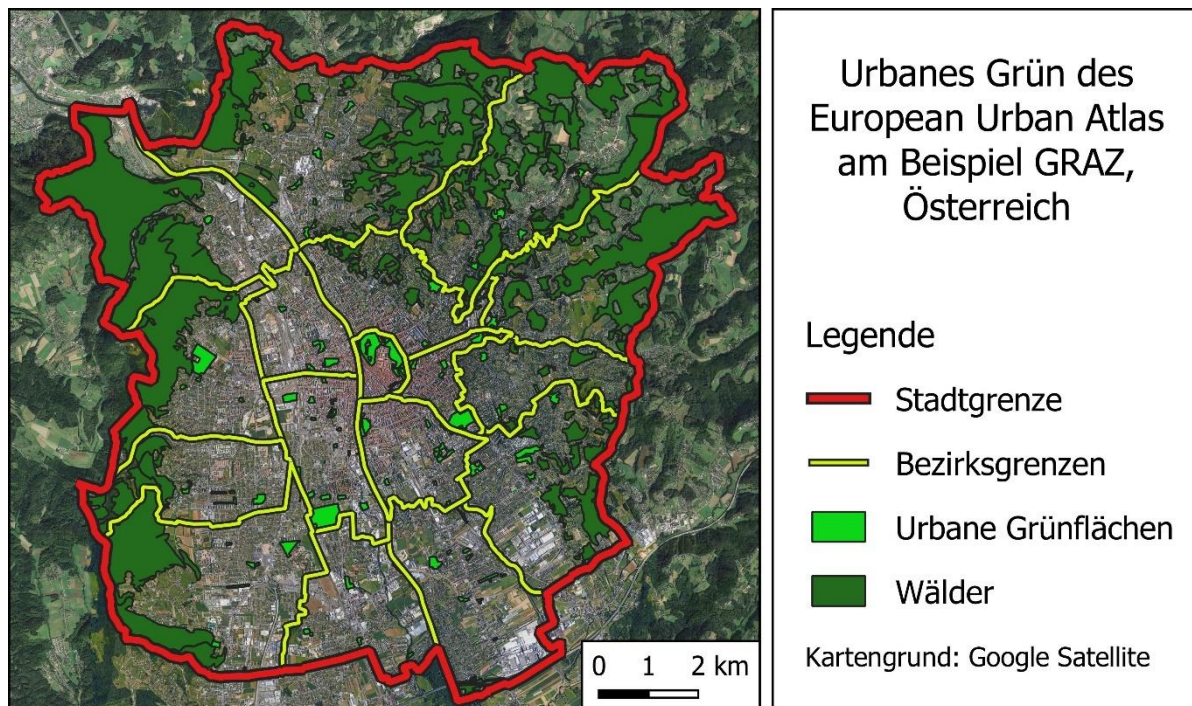 Urbanes Grün des
European Urban Atlas
am Beispiel GRAZ,
Österreich
Legende
Stadtgrenze
Bezirksgrenzen
Urbane Grünflächen
Wälder
Kartengrund: Google Satellite
0 1 2 km